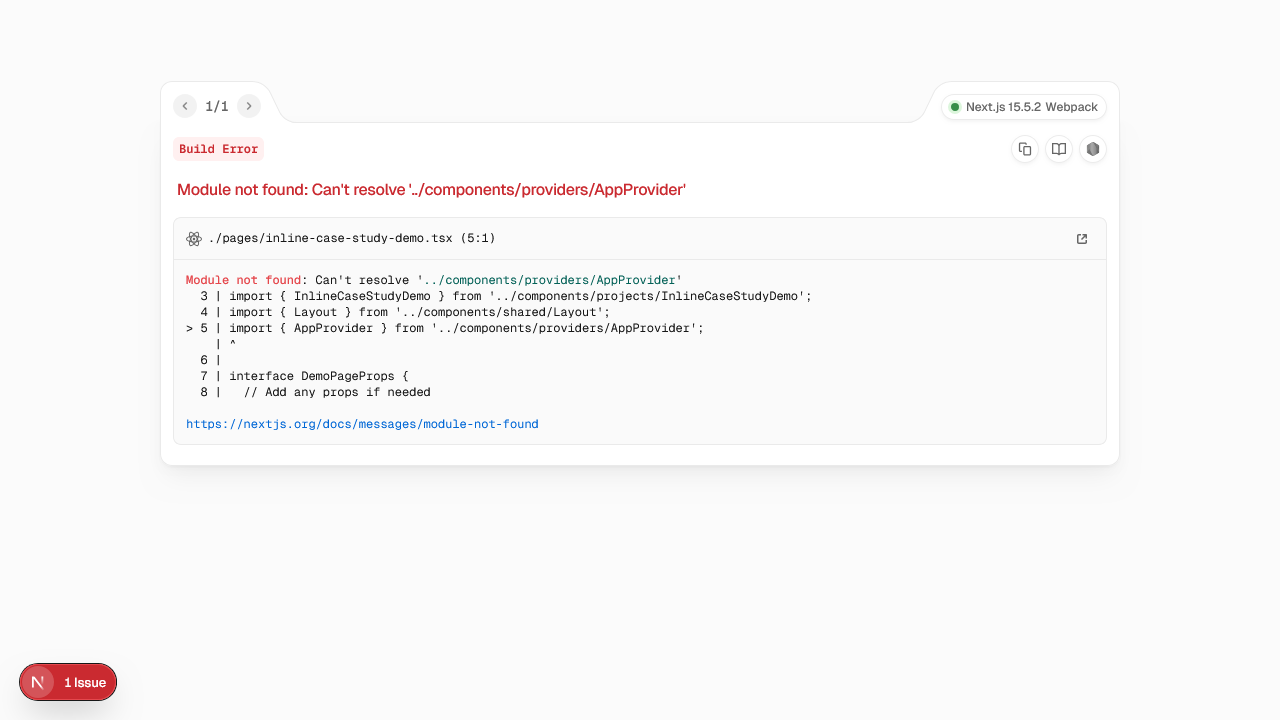 1/1
Next.js 15.5.2 Webpack
Build Error
Module not found: Can't resolve '../components/providers/AppProvider'
./pages/inline-case-study-demo.tsx (5:1)
Module not found: Can't resolve '../components/providers/AppProvider'
  3 | import { InlineCaseStudyDemo } from '../components/projects/InlineCaseStudyDemo';
  4 | import { Layout } from '../components/shared/Layout';
> 5 | import { AppProvider } from '../components/providers/AppProvider';
    | ^
  6 |
  7 | interface DemoPageProps {
  8 |   // Add any props if needed
https://nextjs.org/docs/messages/module-not-found
N 1 Issue